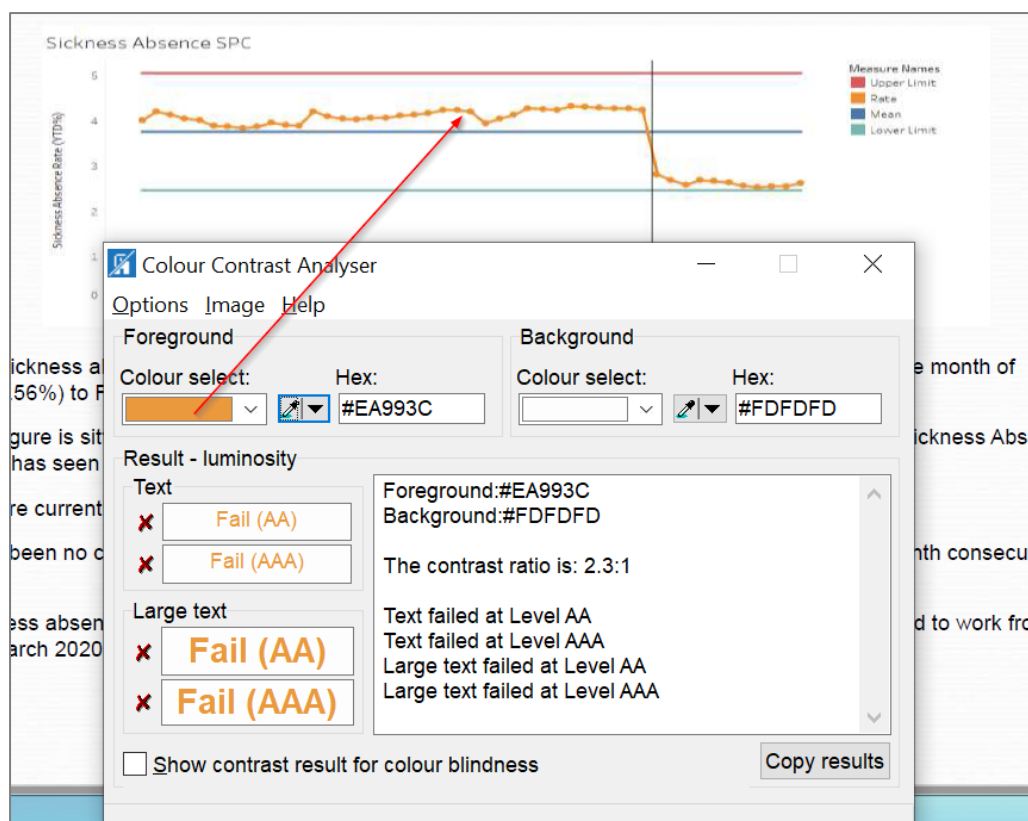 Sickness Absence SPC
Measure Names
Upper Limit
Rate
Mean
Lower Limit
Sickness Absence Rate (YTD%)
5
4
3
2
1
0
Colour Contrast Analyser
Options Image Help
Foreground
Colour select: Hex:
#EA993C
Background
Colour select: Hex:
#FDFDFD
Result - luminosity
Text
Fail (AA)
Fail (AAA)
Large text
Fail (AA)
Fail (AAA)
Foreground:#EA993C
Background:#FDFDFD
The contrast ratio is: 2.3:1
Text failed at Level AA
Text failed at Level AAA
Large text failed at Level AA
Large text failed at Level AAA
Show contrast result for colour blindness
Copy results
ickness a
e month of
.56%) to F
gure is sit
ickness Abs
has seen
re current
been no c
nth consecu
ess absen
d to work fro
arch 2020